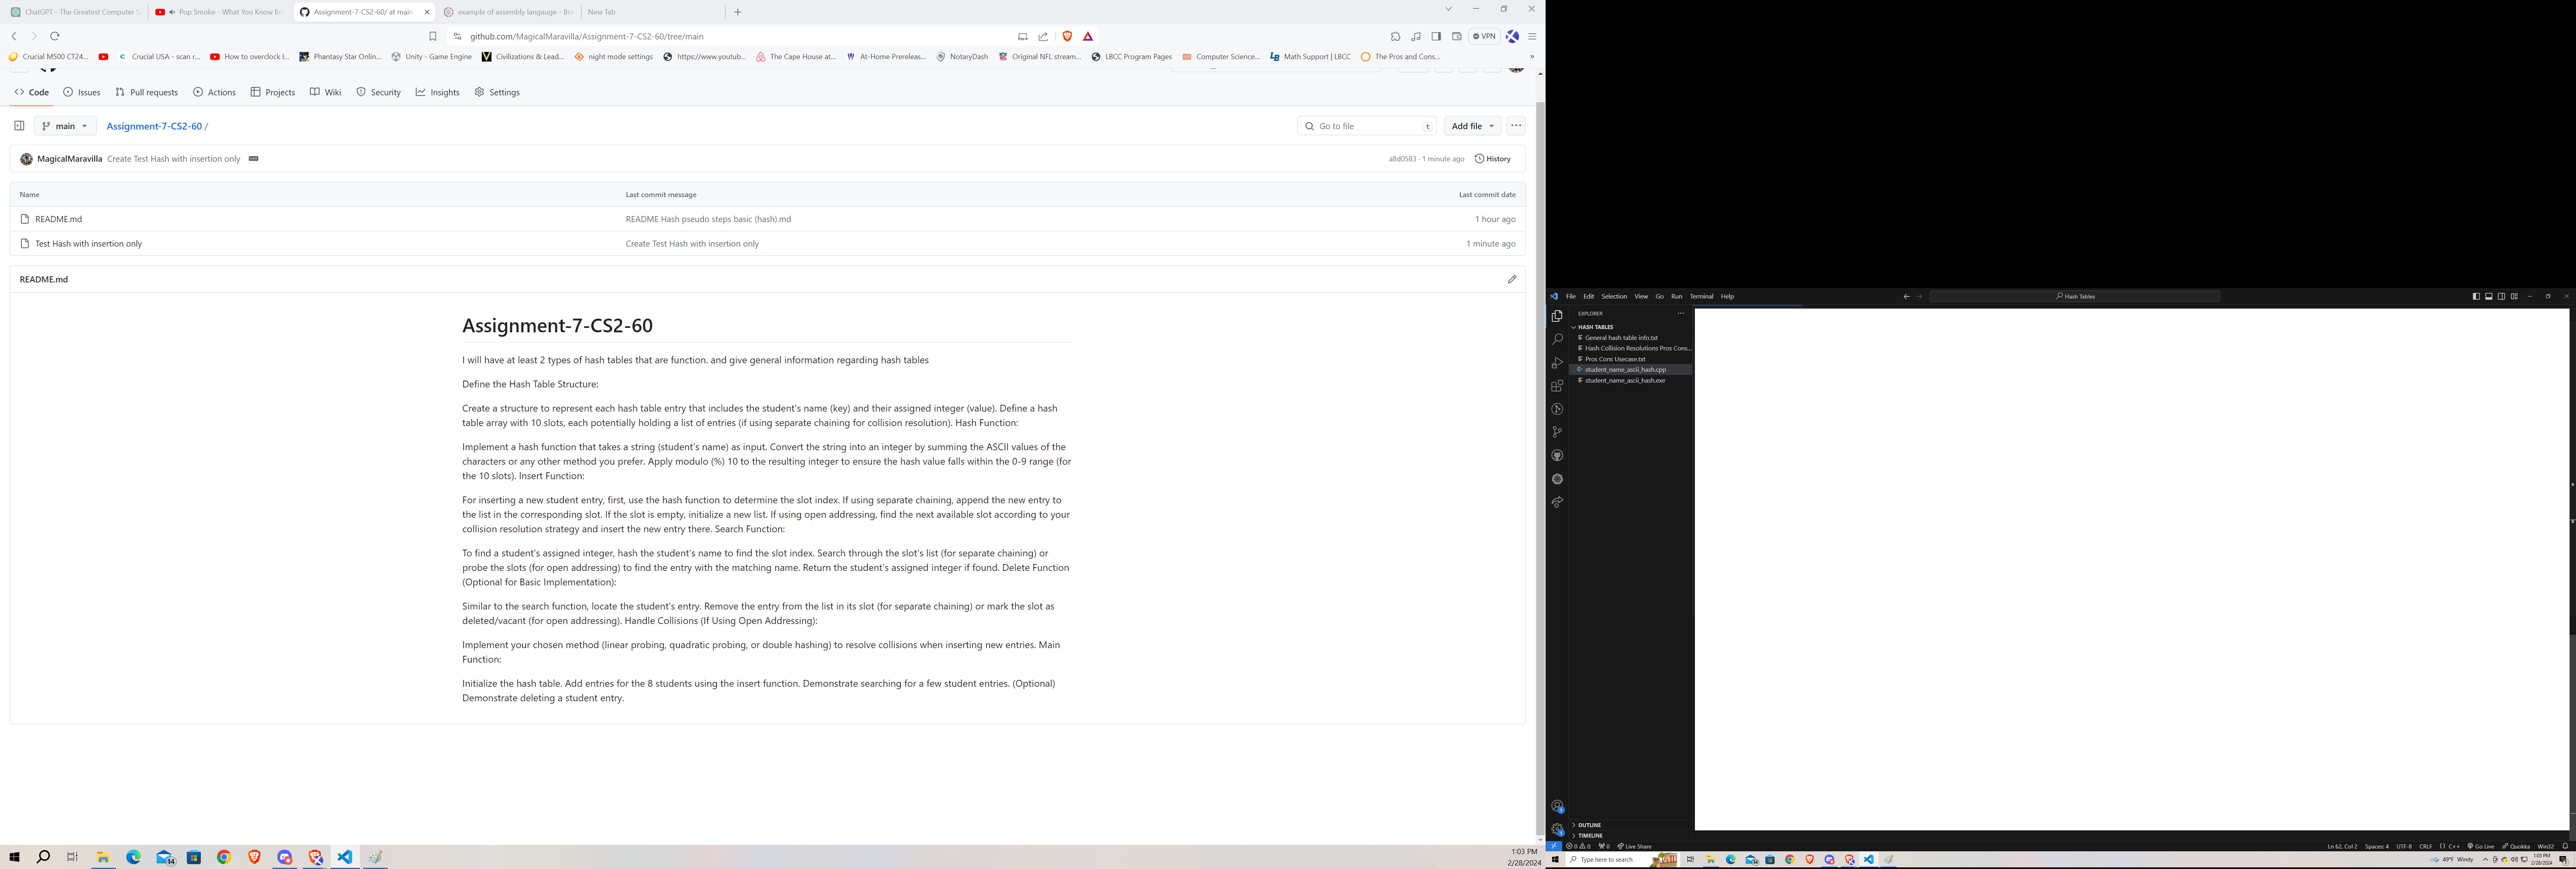 ChatGPT - The Greatest Computer S
Pop Smoke - What You Know Bo
Assignment-7-CS2-60/ at main
example of assembly langauge - Bra
New Tab
github.com/MagicalMaravilla/Assignment-7-CS2-60/tree/main
VPN
Crucial M500 CT24...
Crucial USA - scan r...
How to overclock I...
Phantasy Star Onlin...
Unity - Game Engine
Civilizations & Lead...
night mode settings
https://www.youtub...
The Cape House at...
At-Home Prereleas...
NotaryDash
Original NFL stream...
LBCC Program Pages
Computer Science...
Math Support | LBCC
The Pros and Cons...
Code
Issues
Pull requests
Actions
Projects
Wiki
Security
Insights
Settings
main
Assignment-7-CS2-60 /
Go to file
t
Add file
MagicalMaravilla Create Test Hash with insertion only
a8d0583 · 1 minute ago
History
Name
Last commit message
Last commit date
README.md
README Hash pseudo steps basic (hash).md
1 hour ago
Test Hash with insertion only
Create Test Hash with insertion only
1 minute ago
README.md
Assignment-7-CS2-60
I will have at least 2 types of hash tables that are function. and give general information regarding hash tables
Define the Hash Table Structure:
Create a structure to represent each hash table entry that includes the student's name (key) and their assigned integer (value). Define a hash
table array with 10 slots, each potentially holding a list of entries (if using separate chaining for collision resolution). Hash Function:
Implement a hash function that takes a string (student's name) as input. Convert the string into an integer by summing the ASCII values of the
characters or any other method you prefer. Apply modulo (%) 10 to the resulting integer to ensure the hash value falls within the 0-9 range (for
the 10 slots). Insert Function:
For inserting a new student entry, first, use the hash function to determine the slot index. If using separate chaining, append the new entry to
the list in the corresponding slot. If the slot is empty, initialize a new list. If using open addressing, find the next available slot according to your
collision resolution strategy and insert the new entry there. Search Function:
To find a student's assigned integer, hash the student's name to find the slot index. Search through the slot's list (for separate chaining) or
probe the slots (for open addressing) to find the entry with the matching name. Return the student's assigned integer if found. Delete Function
(Optional for Basic Implementation):
Similar to the search function, locate the student's entry. Remove the entry from the list in its slot (for separate chaining) or mark the slot as
deleted/vacant (for open addressing). Handle Collisions (If Using Open Addressing):
Implement your chosen method (linear probing, quadratic probing, or double hashing) to resolve collisions when inserting new entries. Main
Function:
Initialize the hash table. Add entries for the 8 students using the insert function. Demonstrate searching for a few student entries. (Optional)
Demonstrate deleting a student entry.
14
1:03 PM
2/28/2024
File Edit Selection View Go Run Terminal Help
Hash Tables
EXPLORER
HASH TABLES
General hash table info.txt
Hash Collision Resolutions Pros Cons...
Pros Cons Usecase.txt
student_name_ascii_hash.cpp
student_name_ascii_hash.exe
1
1
OUTLINE
TIMELINE
0 0
0
Live Share
Ln 62, Col 2
Spaces: 4
UTF-8
CRLF
{} C++
Go Live
Quokka
Win32
Type here to search
49°F Windy
1:03 PM
2/28/2024